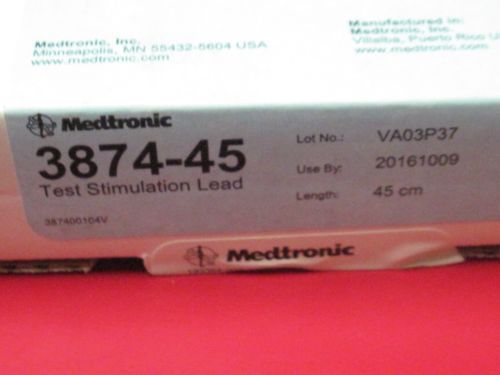 Medtronic, Inc.
Minneapolis, MN 55432-5604 USA
www.medtronic.com
Manufactured in:
Medtronic, Inc.
Villalba, Puerto Rico U
www.medtronic.com
Medtronic
3874-45
Test Stimulation Lead
387400104V
Lot No.: VA03P37
Use By: 20161009
Length: 45 cm
Medtronic